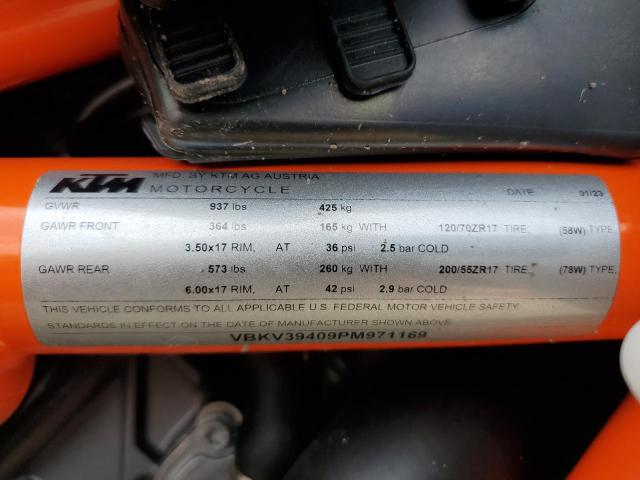 KTM MFD. BY KTM AG AUSTRIA
MOTORCYCLE DATE 01/23
GVWR 937 lbs 425 kg
GAWR FRONT 364 lbs 165 kg WITH 120/70ZR17 TIRE, (58W) TYPE,
3.50x17 RIM, AT 36 psi 2.5 bar COLD
GAWR REAR 573 lbs 260 kg WITH 200/55ZR17 TIRE, (78W) TYPE,
6.00x17 RIM, AT 42 psi 2.9 bar COLD
THIS VEHICLE CONFORMS TO ALL APPLICABLE U.S. FEDERAL MOTOR VEHICLE SAFETY
STANDARDS IN EFFECT ON THE DATE OF MANUFACTURE SHOWN ABOVE
VBKV39409PM971169